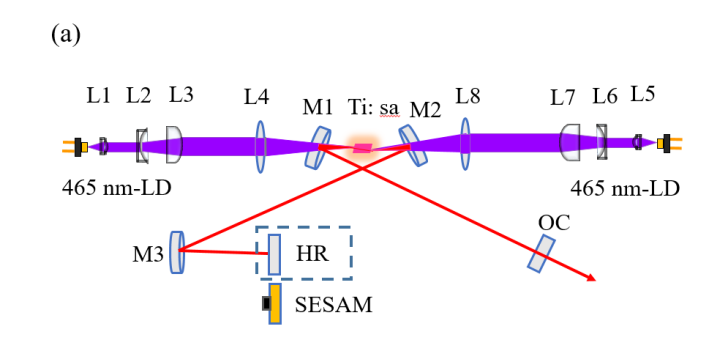 (a)
L1 L2 L3 L4 M1 Ti: sa M2 L8 L7 L6 L5
465 nm-LD 465 nm-LD
OC
M3 HR
SESAM